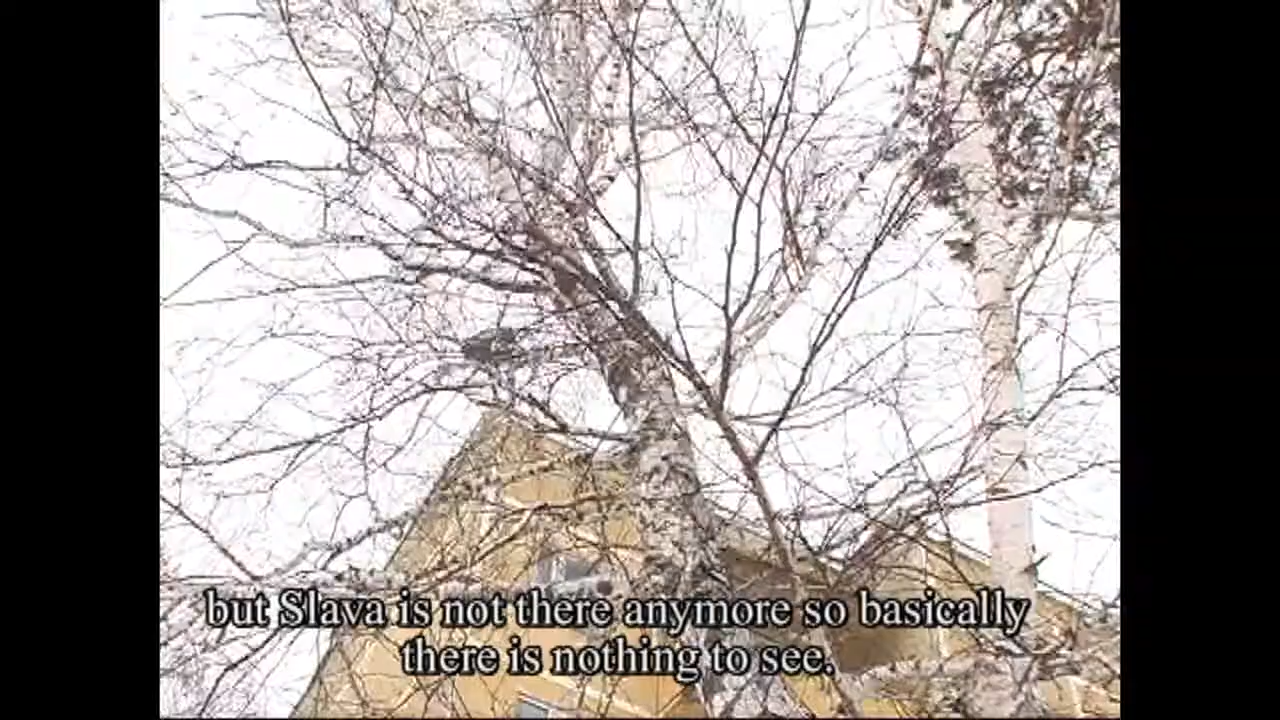 but Slava is not there anymore so basically
there is nothing to see.